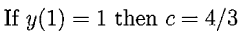 If y(1) = 1 then c = 4/3